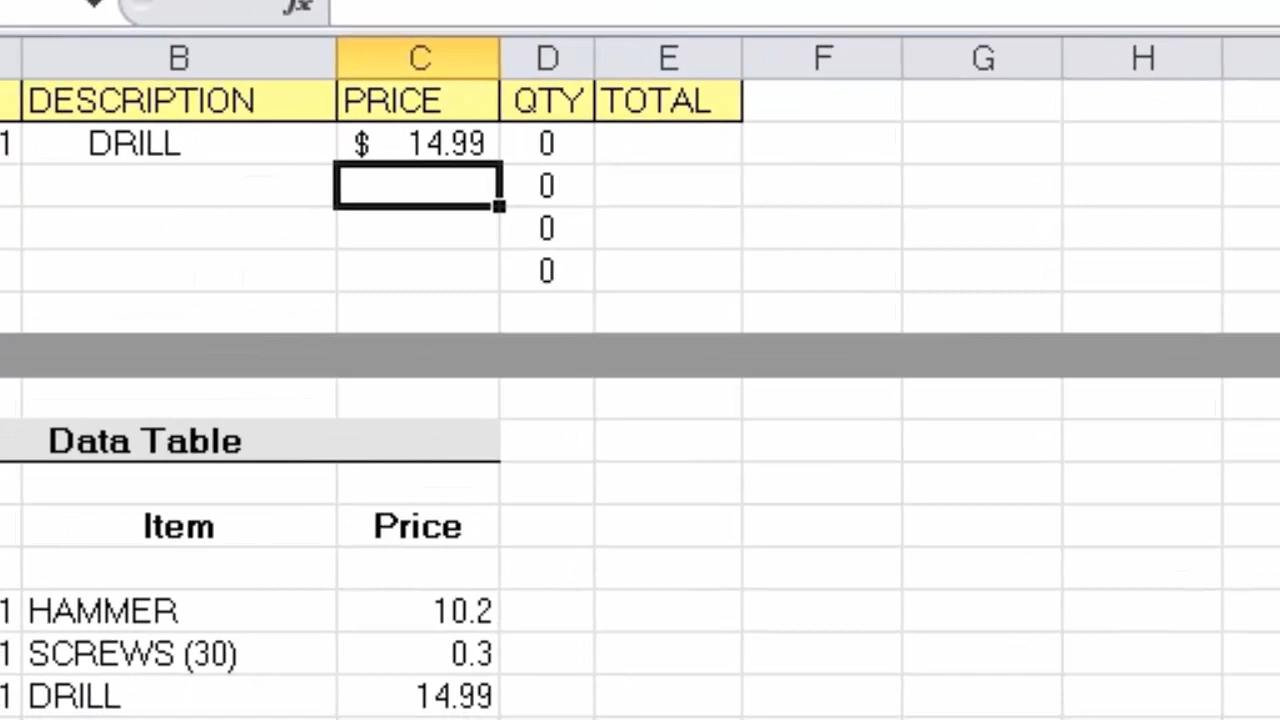 fx
B C D E F G H
DESCRIPTION PRICE QTY TOTAL
1 DRILL $ 14.99 0
0
0
0
Data Table
Item Price
1 HAMMER 10.2
1 SCREWS (30) 0.3
1 DRILL 14.99